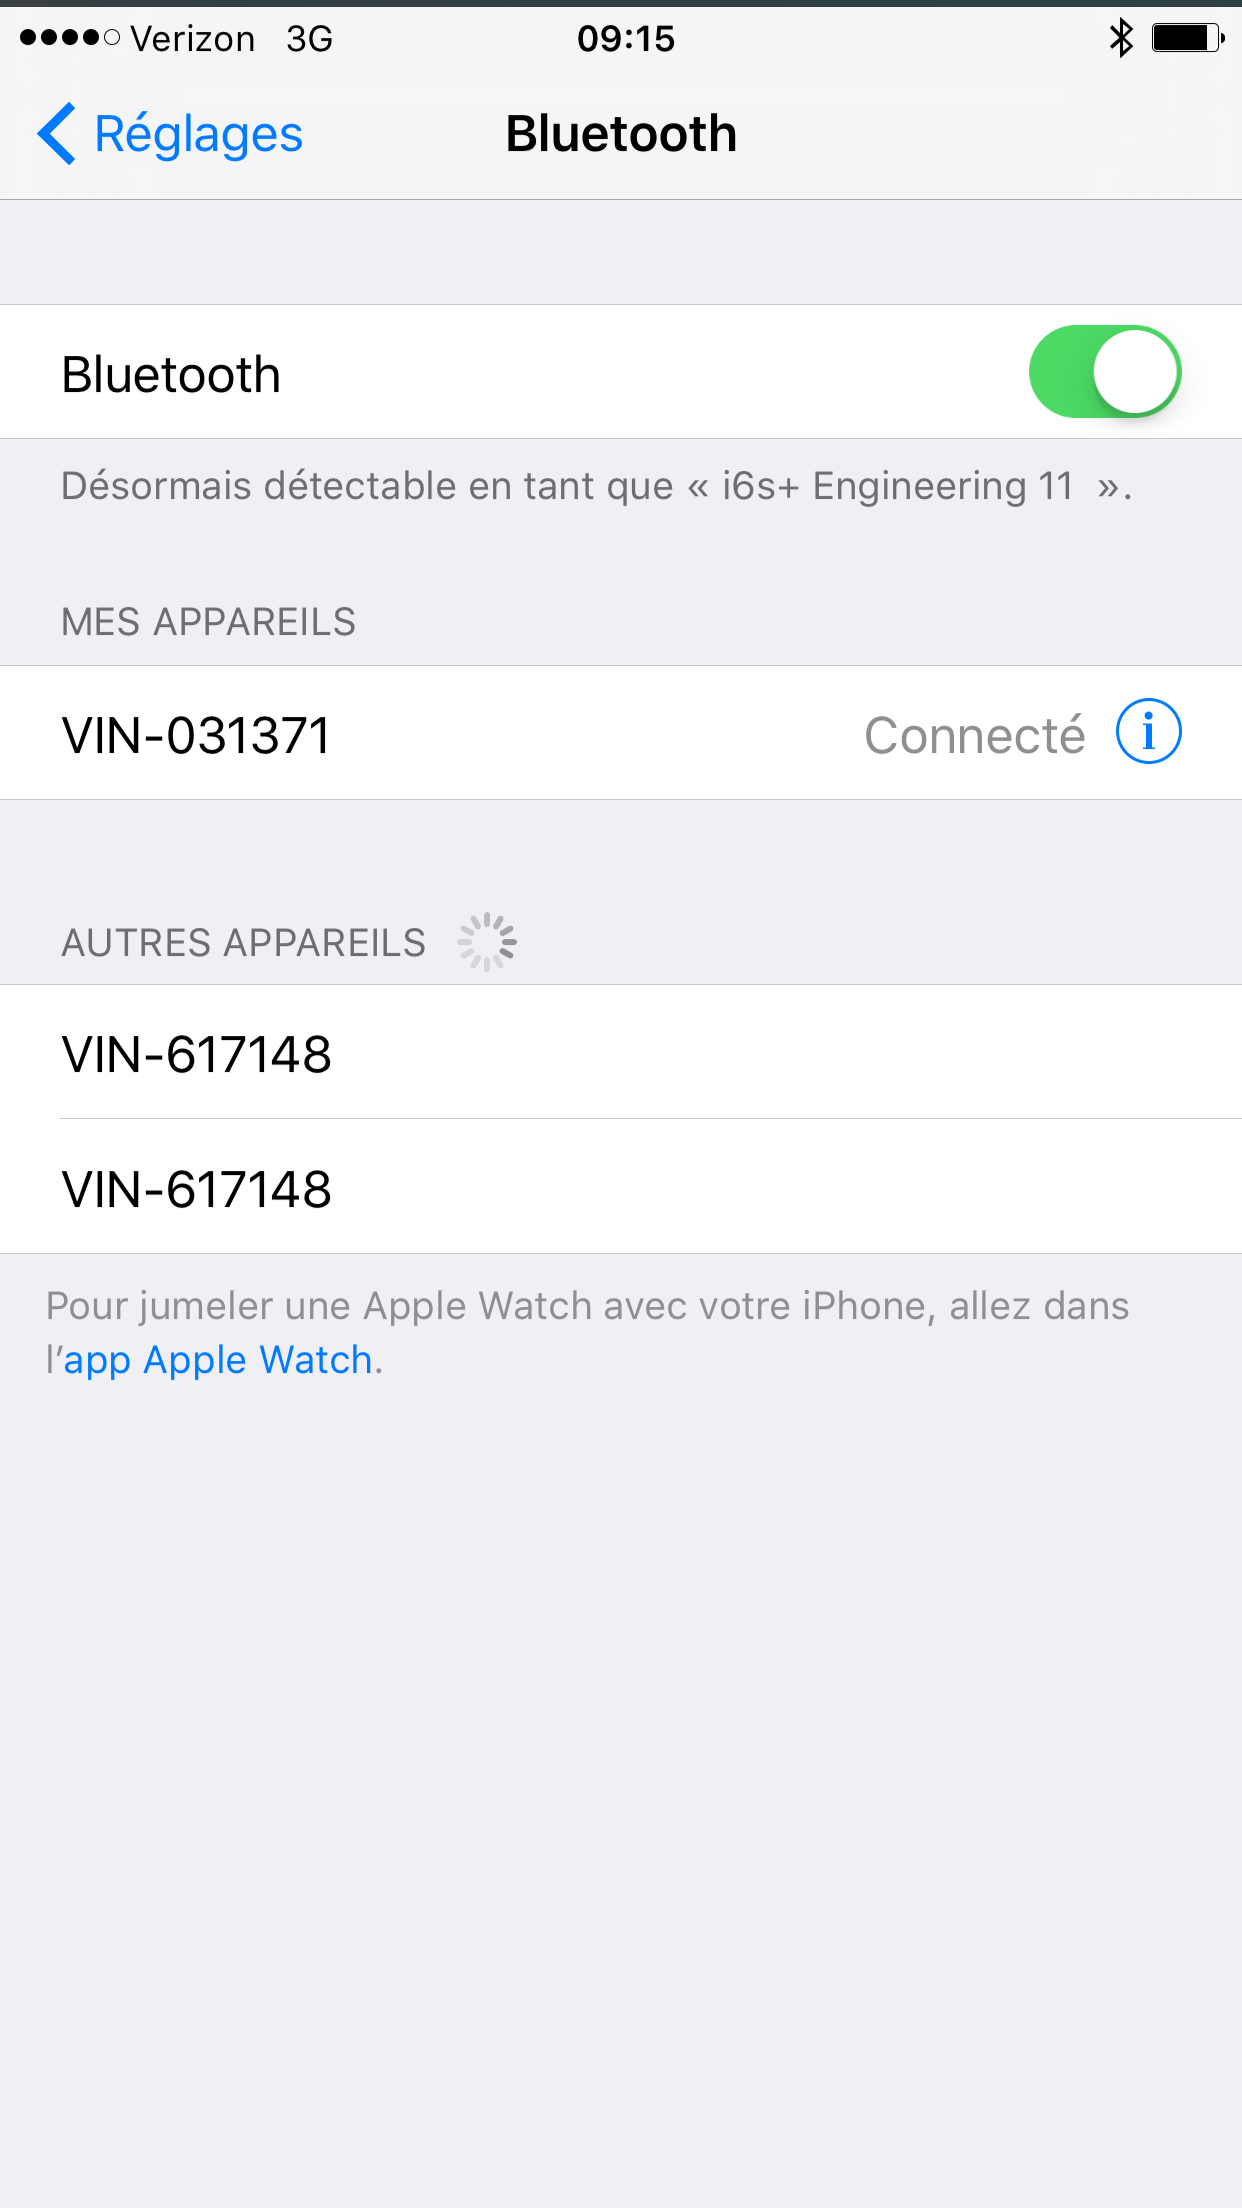 Verizon 3G 09:15
Réglages Bluetooth
Bluetooth
Désormais détectable en tant que « i6s+ Engineering 11  ».
MES APPAREILS
VIN-031371 Connecté i
AUTRES APPAREILS
VIN-617148
VIN-617148
Pour jumeler une Apple Watch avec votre iPhone, allez dans
l’app Apple Watch.